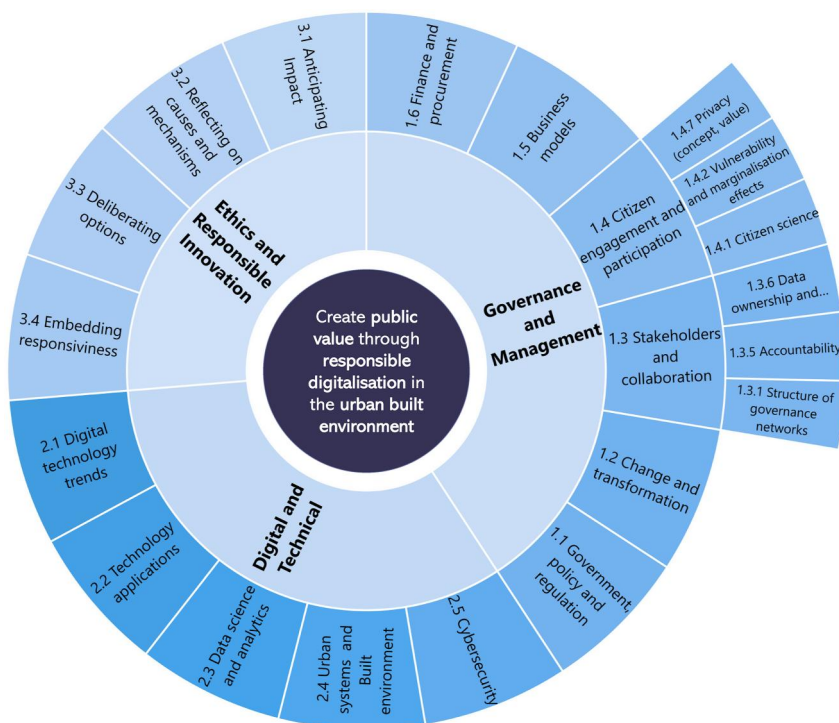 Create public
value through
responsible
digitalisation in
the urban built
environment
Ethics and
Responsible
Innovation
Governance
and
Management
Digital and
Technical
3.1 Anticipating
Impact
3.2 Reflecting on
causes and
mechanisms
3.3 Deliberating
options
3.4 Embedding
responsiviness
1.6 Finance and
procurement
1.5 Business
models
1.4 Citizen
engagement and
participation
1.4.7 Privacy
(concept, value)
1.4.2 Vulnerability
and marginalisation
effects
1.4.1 Citizen science
1.3 Stakeholders
and
collaboration
1.3.6 Data
ownership and...
1.3.5 Accountability
1.3.1 Structure of
governance
networks
1.2 Change and
transformation
1.1 Government,
policy and
regulation
2.1 Digital
technology
trends
2.2 Technology
applications
2.3 Data science
and analytics
2.4 Urban
systems and
Built
environment
2.5 Cybersecurity